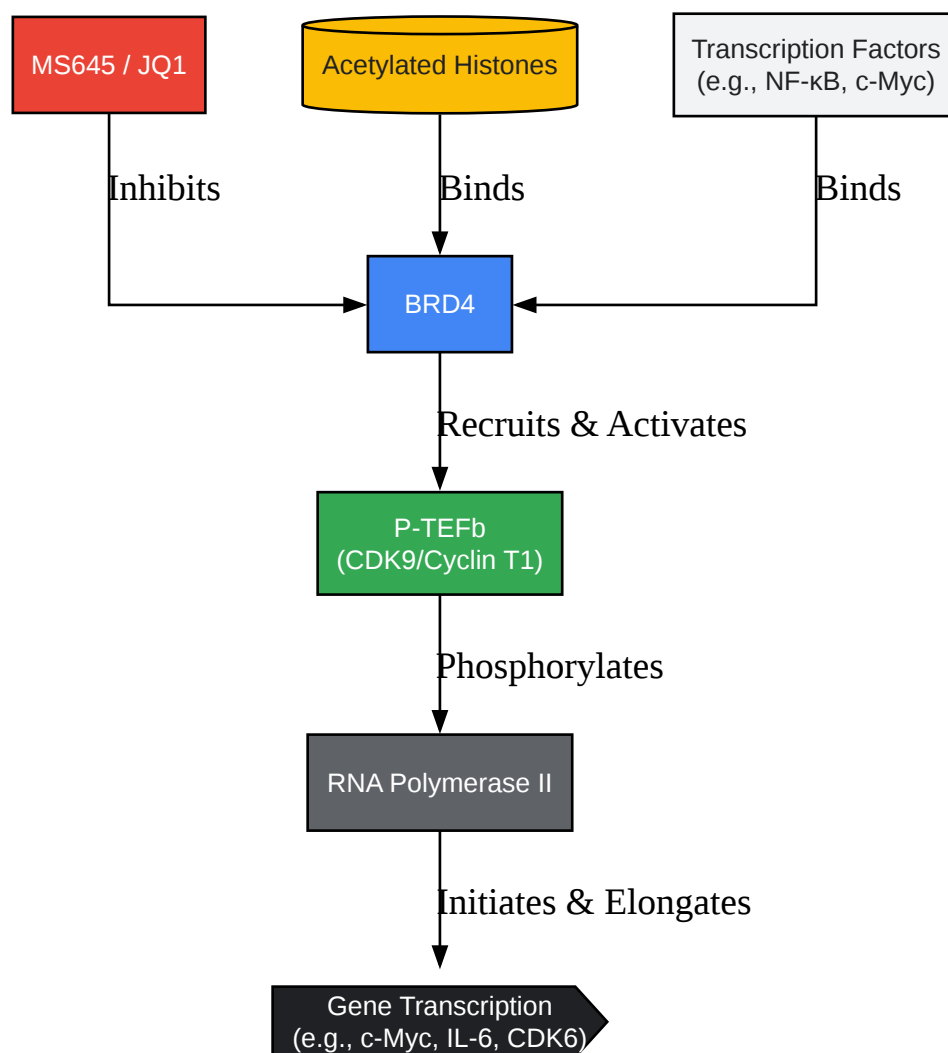 MS645 / JQ1
Acetylated Histones
Transcription Factors
(e.g., NF-κB, c-Myc)
Inhibits
Binds
Binds
BRD4
Recruits & Activates
P-TEFb
(CDK9/Cyclin T1)
Phosphorylates
RNA Polymerase II
Initiates & Elongates
Gene Transcription
(e.g., c-Myc, IL-6, CDK6)